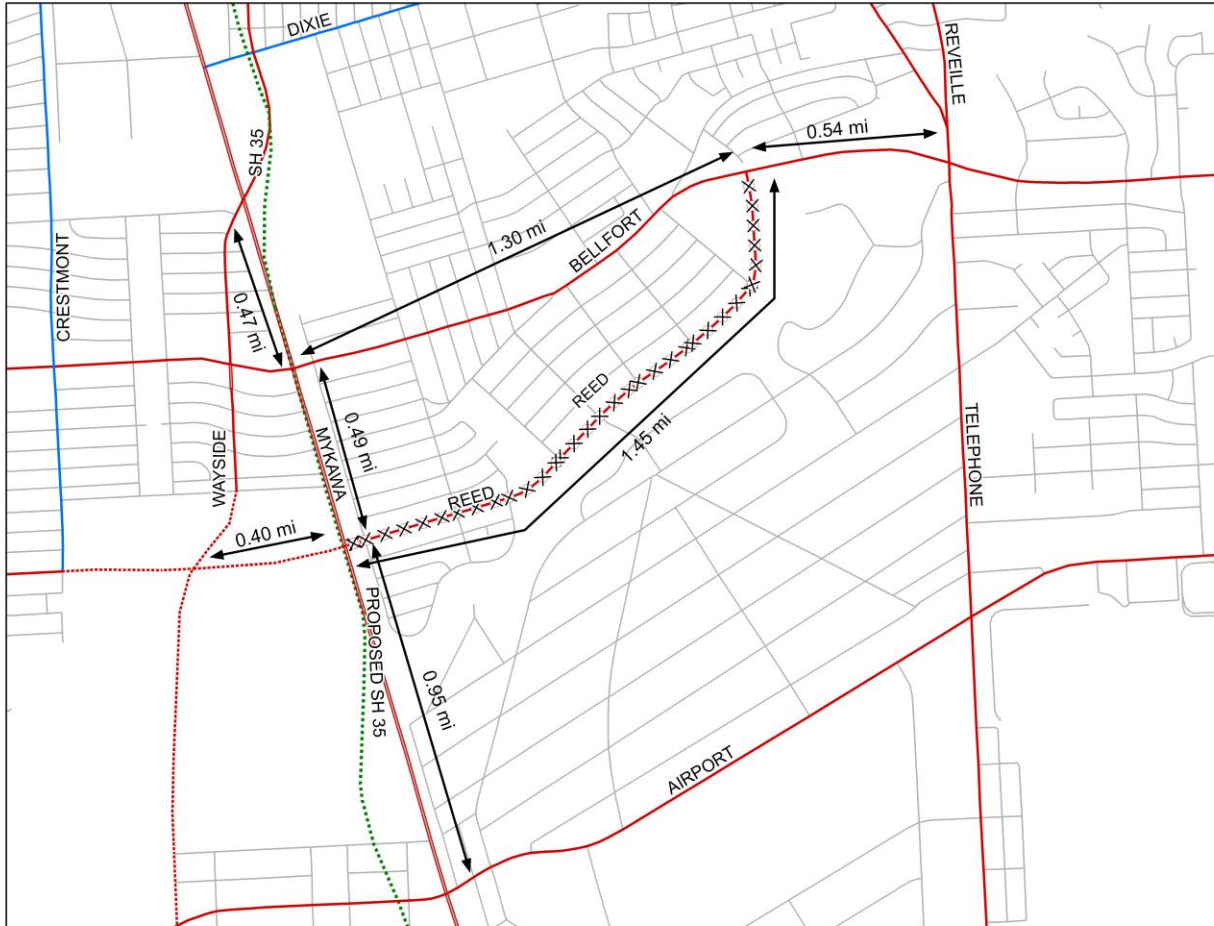 DIXIE
REVEILLE
0.54 mi
SH 35
1.30 mi
BELLFORT
CRESTMONT
0.47 mi
REED
1.45 mi
0.49 mi
MYKAWA
WAYSIDE
TELEPHONE
REED
0.40 mi
PROPOSED SH 35
0.95 mi
AIRPORT